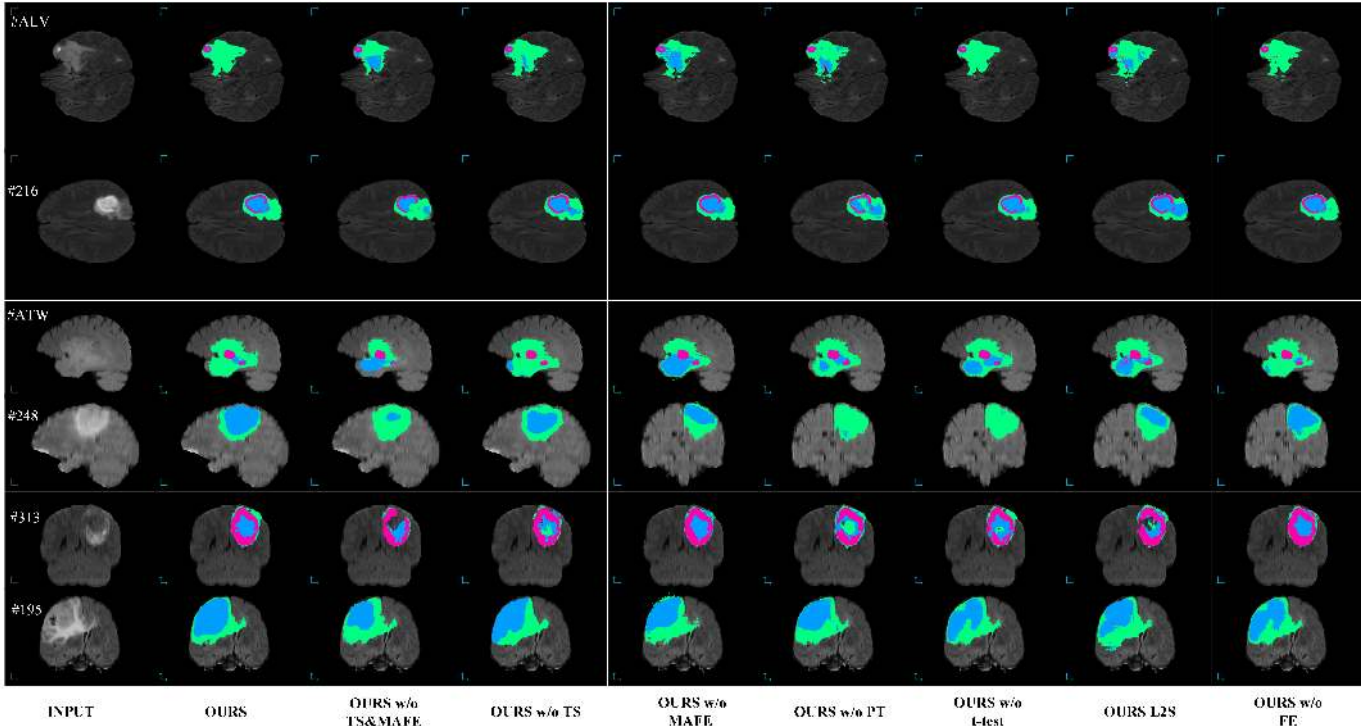 #ALV
#216
#ATW
#248
#313
#195
INPUT
OURS
OURS w/o
TS&MAFE
OURS w/o TS
OURS w/o
MAFE
OURS w/o PT
OURS w/o
t-test
OURS L2S
OURS w/o
FE